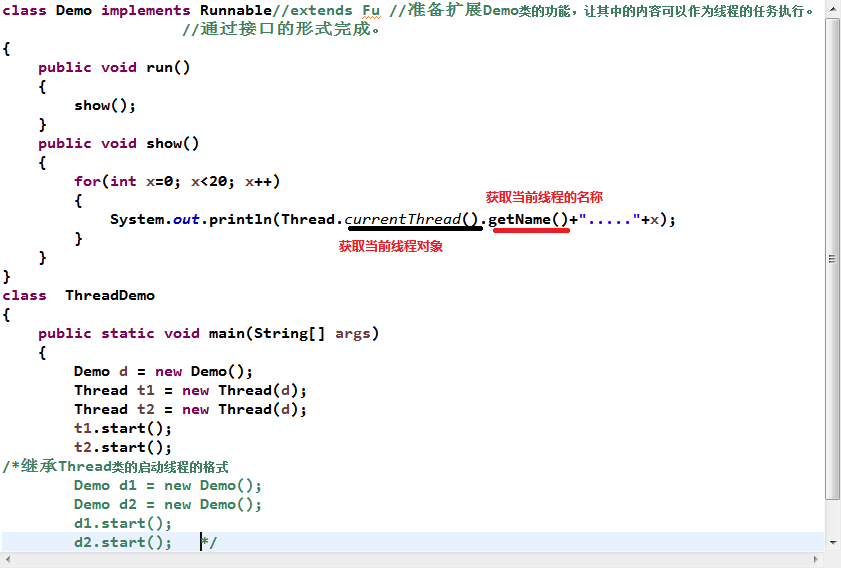 class Demo implements Runnable//extends Fu //准备扩展Demo类的功能，让其中的内容可以作为线程的任务执行。
//通过接口的形式完成。
{
public void run()
{
show();
}
public void show()
{
for(int x=0; x<20; x++)
{
获取当前线程的名称
System.out.println(Thread.currentThread().getName()+"....."+x);
}
获取当前线程对象
}
}
class  ThreadDemo
{
public static void main(String[] args)
{
Demo d = new Demo();
Thread t1 = new Thread(d);
Thread t2 = new Thread(d);
t1.start();
t2.start();
/*继承Thread类的启动线程的格式
Demo d1 = new Demo();
Demo d2 = new Demo();
d1.start();
d2.start();   */